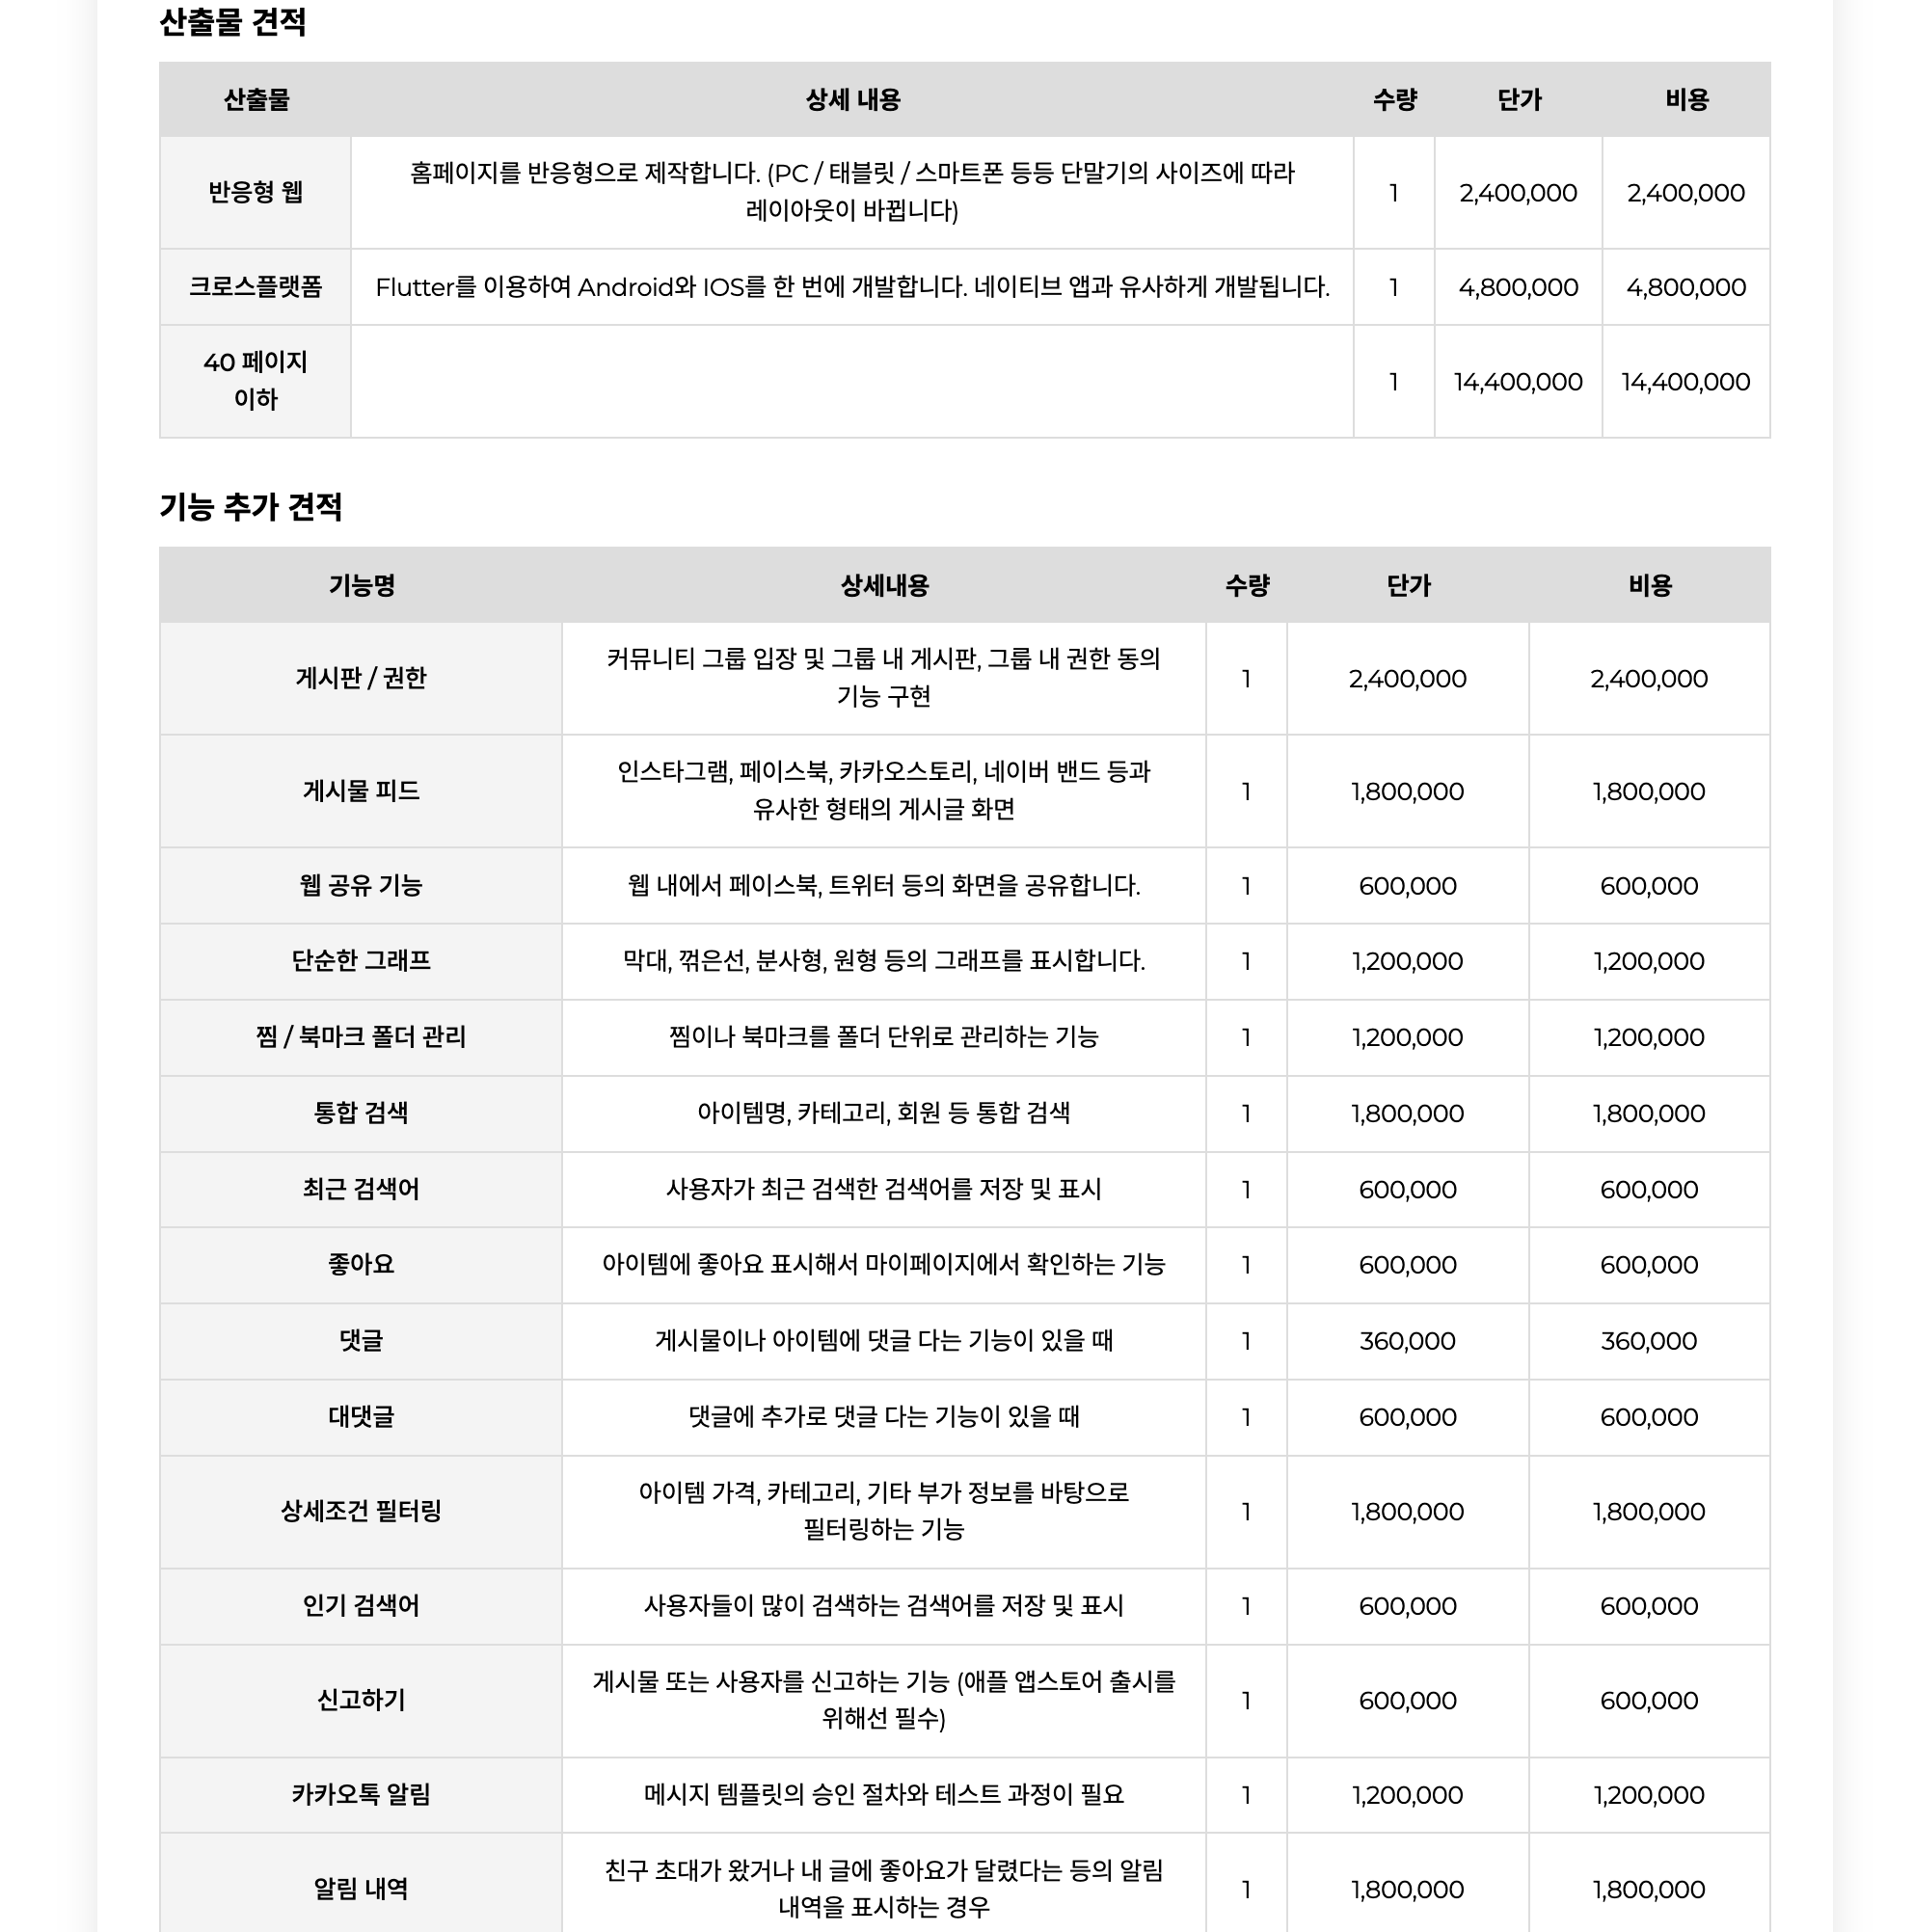 산출물 견적
산출물 상세 내용 수량 단가 비용
반응형 웹 홈페이지를 반응형으로 제작합니다. (PC / 태블릿 / 스마트폰 등등 단말기의 사이즈에 따라
레이아웃이 바뀝니다) 1 2,400,000 2,400,000
크로스플랫폼 Flutter를 이용하여 Android와 IOS를 한 번에 개발합니다. 네이티브 앱과 유사하게 개발됩니다. 1 4,800,000 4,800,000
40 페이지
이하 1 14,400,000 14,400,000
기능 추가 견적
기능명 상세내용 수량 단가 비용
게시판 / 권한 커뮤니티 그룹 입장 및 그룹 내 게시판, 그룹 내 권한 동의
기능 구현 1 2,400,000 2,400,000
게시물 피드 인스타그램, 페이스북, 카카오스토리, 네이버 밴드 등과
유사한 형태의 게시글 화면 1 1,800,000 1,800,000
웹 공유 기능 웹 내에서 페이스북, 트위터 등의 화면을 공유합니다. 1 600,000 600,000
단순한 그래프 막대, 꺾은선, 분사형, 원형 등의 그래프를 표시합니다. 1 1,200,000 1,200,000
찜 / 북마크 폴더 관리 찜이나 북마크를 폴더 단위로 관리하는 기능 1 1,200,000 1,200,000
통합 검색 아이템명, 카테고리, 회원 등 통합 검색 1 1,800,000 1,800,000
최근 검색어 사용자가 최근 검색한 검색어를 저장 및 표시 1 600,000 600,000
좋아요 아이템에 좋아요 표시해서 마이페이지에서 확인하는 기능 1 600,000 600,000
댓글 게시물이나 아이템에 댓글 다는 기능이 있을 때 1 360,000 360,000
대댓글 댓글에 추가로 댓글 다는 기능이 있을 때 1 600,000 600,000
상세조건 필터링 아이템 가격, 카테고리, 기타 부가 정보를 바탕으로
필터링하는 기능 1 1,800,000 1,800,000
인기 검색어 사용자들이 많이 검색하는 검색어를 저장 및 표시 1 600,000 600,000
신고하기 게시물 또는 사용자를 신고하는 기능 (애플 앱스토어 출시를
위해선 필수) 1 600,000 600,000
카카오톡 알림 메시지 템플릿의 승인 절차와 테스트 과정이 필요 1 1,200,000 1,200,000
알림 내역 친구 초대가 왔거나 내 글에 좋아요가 달렸다는 등의 알림
내역을 표시하는 경우 1 1,800,000 1,800,000